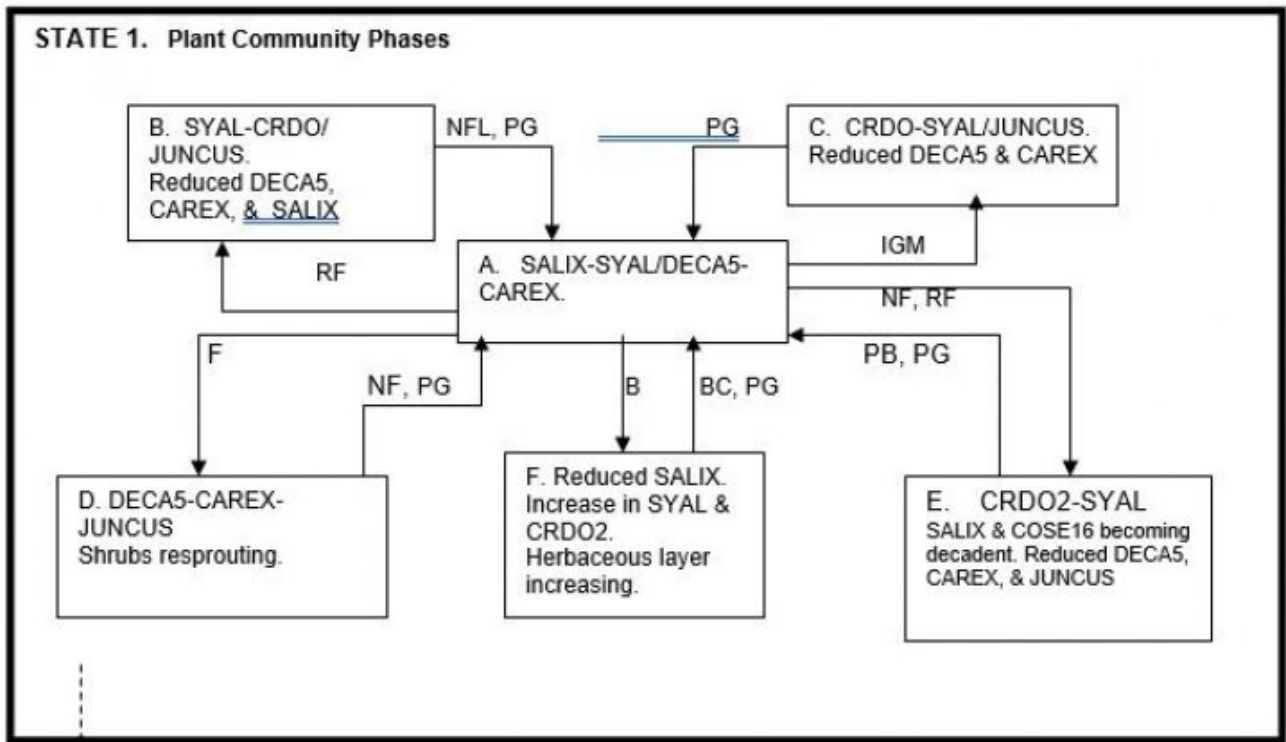 STATE 1. Plant Community Phases
B. SYAL-CRDO/
JUNCUS.
Reduced DECA5,
CAREX, & SALIX
NFL, PG
PG
C. CRDO-SYAL/JUNCUS.
Reduced DECA5 & CAREX
RF
A. SALIX-SYAL/DECA5-
CAREX.
IGM
NF, RF
F
NF, PG
B
BC, PG
PB, PG
D. DECA5-CAREX-
JUNCUS
Shrubs resprouting.
F. Reduced SALIX.
Increase in SYAL &
CRDO2.
Herbaceous layer
increasing.
E. CRDO2-SYAL
SALIX & COSE16 becoming
decadent. Reduced DECA5,
CAREX, & JUNCUS